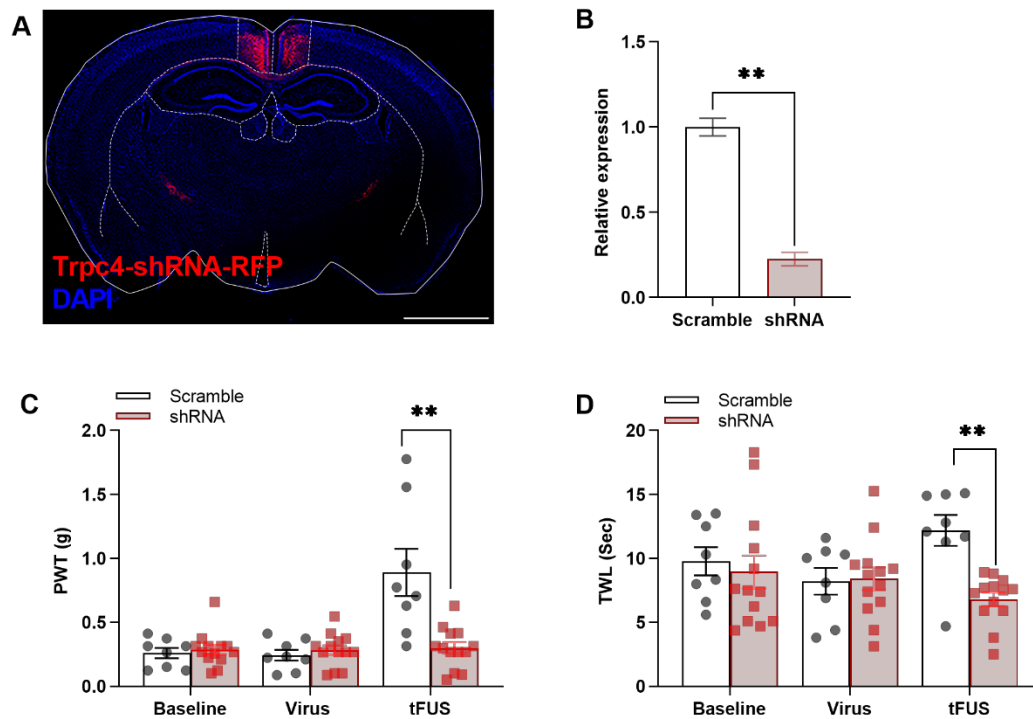 A
Trpc4-shRNA-RFP
DAPI
B
1.5
1.0
0.5
0.0
Relative expression
**
Scramble shRNA
C
Scramble
shRNA
2.0
1.5
1.0
0.5
0.0
PWT (g)
**
Baseline Virus tFUS
D
Scramble
shRNA
20
15
10
5
0
TWL (Sec)
**
Baseline Virus tFUS